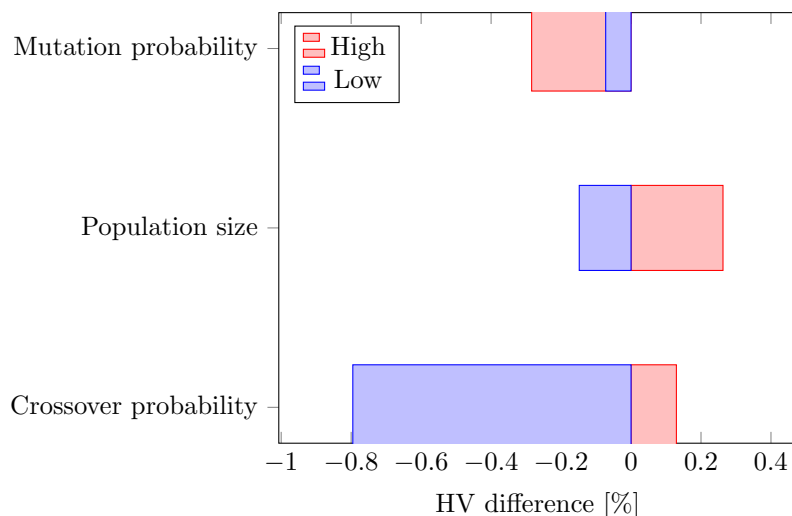 Mutation probability
High
Low
Population size
Crossover probability
−1 −0.8 −0.6 −0.4 −0.2 0 0.2 0.4
HV difference [%]